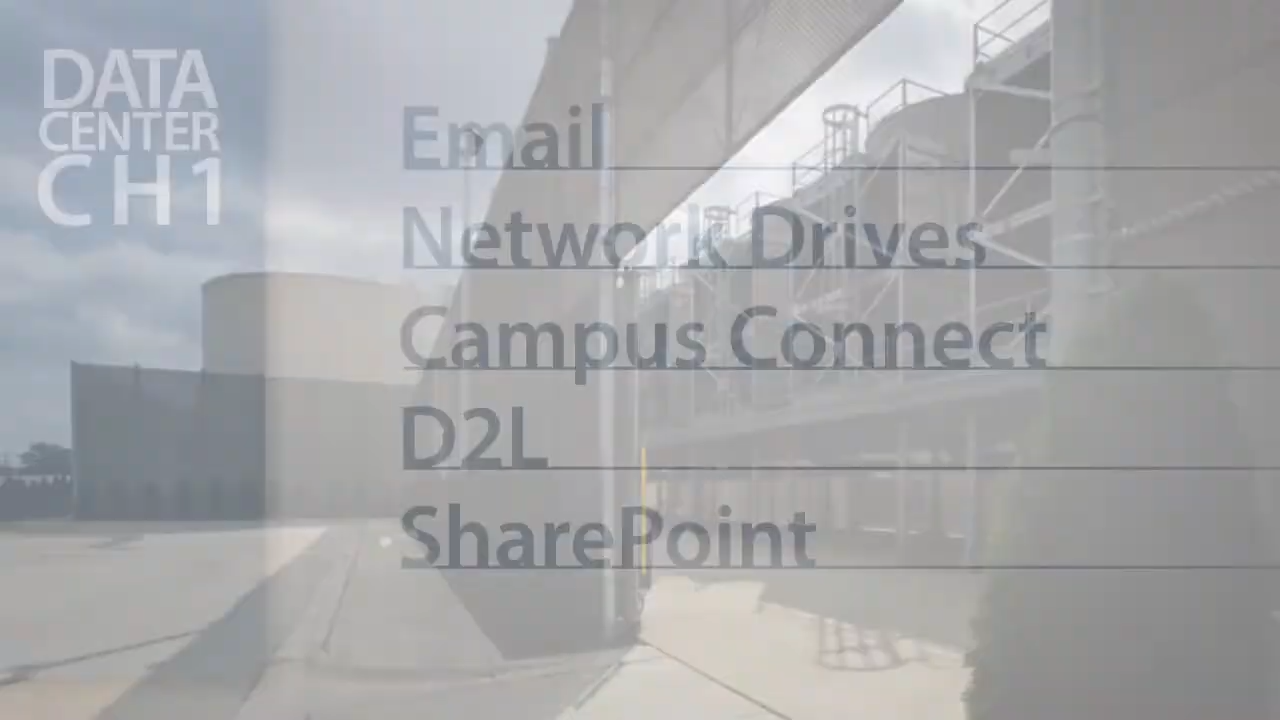 DATA
CENTER
CH1
Email
Network Drives
Campus Connect
D2L
SharePoint